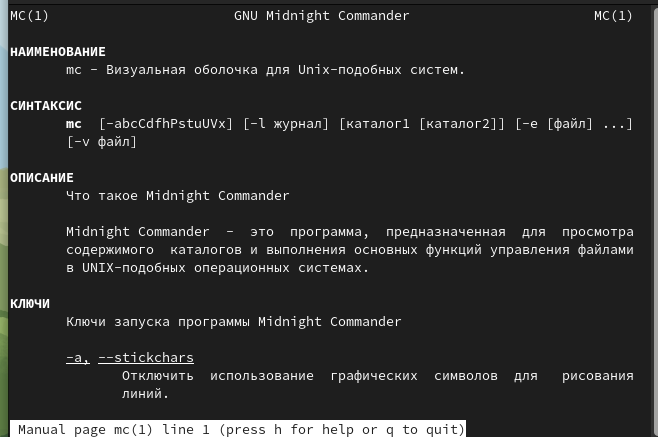 MC(1) GNU Midnight Commander MC(1)
НАИМЕНОВАНИЕ
mc - Визуальная оболочка для Unix-подобных систем.
СИНТАКСИС
mc [-abcCdfhPstuUVx] [-l журнал] [каталог1 [каталог2]] [-e [файл] ...]
[-v файл]
ОПИСАНИЕ
Что такое Midnight Commander
Midnight Commander - это программа, предназначенная для просмотра
содержимого каталогов и выполнения основных функций управления файлами
в UNIX-подобных операционных системах.
КЛЮЧИ
Ключи запуска программы Midnight Commander
-a, --stickchars
Отключить использование графических символов для рисования
линий.
Manual page mc(1) line 1 (press h for help or q to quit)